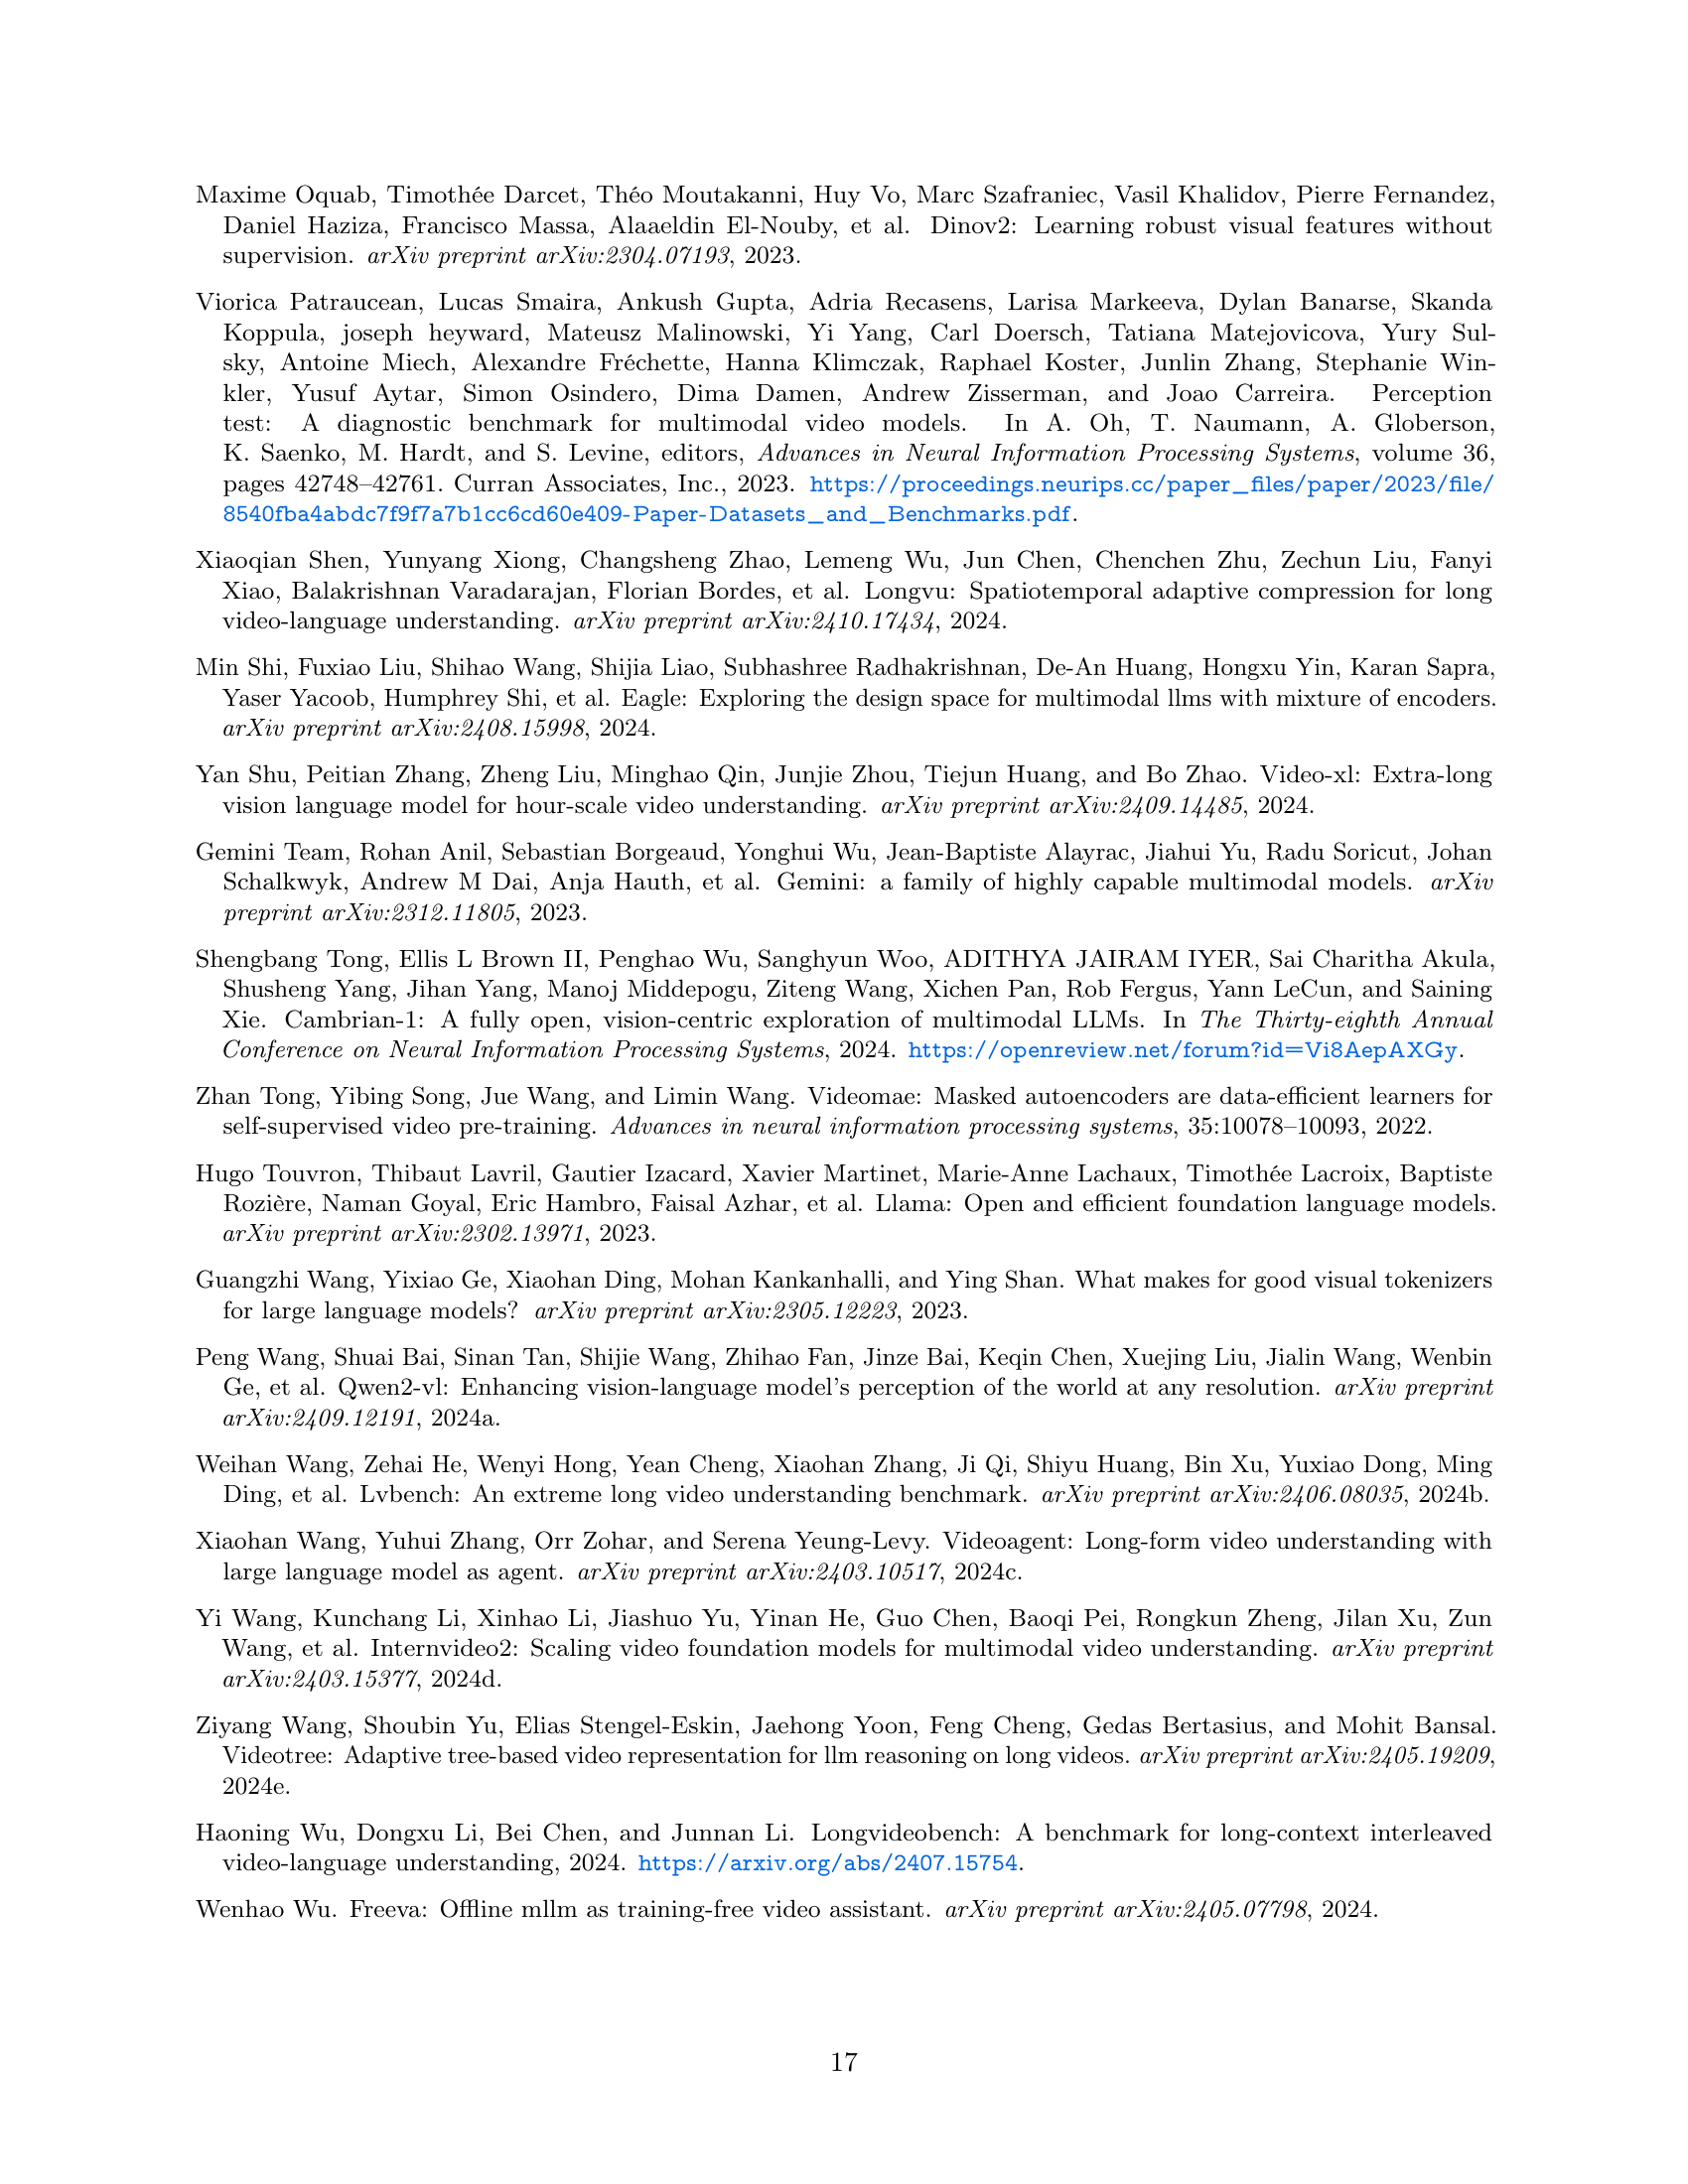 Maxime Oquab, Timothée Darcet, Théo Moutakanni, Huy Vo, Marc Szafraniec, Vasil Khalidov, Pierre Fernandez,
Daniel Haziza, Francisco Massa, Alaaeldin El-Nouby, et al. Dinov2: Learning robust visual features without
supervision. arXiv preprint arXiv:2304.07193, 2023.
Viorica Patraucean, Lucas Smaira, Ankush Gupta, Adria Recasens, Larisa Markeeva, Dylan Banarse, Skanda
Koppula, joseph heyward, Mateusz Malinowski, Yi Yang, Carl Doersch, Tatiana Matejovicova, Yury Sul-
sky, Antoine Miech, Alexandre Fréchette, Hanna Klimczak, Raphael Koster, Junlin Zhang, Stephanie Win-
kler, Yusuf Aytar, Simon Osindero, Dima Damen, Andrew Zisserman, and Joao Carreira. Perception
test: A diagnostic benchmark for multimodal video models. In A. Oh, T. Naumann, A. Globerson,
K. Saenko, M. Hardt, and S. Levine, editors, Advances in Neural Information Processing Systems, volume 36,
pages 42748–42761. Curran Associates, Inc., 2023. https://proceedings.neurips.cc/paper_files/paper/2023/file/
8540fba4abdc7f9f7a7b1cc6cd60e409-Paper-Datasets_and_Benchmarks.pdf.
Xiaoqian Shen, Yunyang Xiong, Changsheng Zhao, Lemeng Wu, Jun Chen, Chenchen Zhu, Zechun Liu, Fanyi
Xiao, Balakrishnan Varadarajan, Florian Bordes, et al. Longvu: Spatiotemporal adaptive compression for long
video-language understanding. arXiv preprint arXiv:2410.17434, 2024.
Min Shi, Fuxiao Liu, Shihao Wang, Shijia Liao, Subhashree Radhakrishnan, De-An Huang, Hongxu Yin, Karan Sapra,
Yaser Yacoob, Humphrey Shi, et al. Eagle: Exploring the design space for multimodal llms with mixture of encoders.
arXiv preprint arXiv:2408.15998, 2024.
Yan Shu, Peitian Zhang, Zheng Liu, Minghao Qin, Junjie Zhou, Tiejun Huang, and Bo Zhao. Video-xl: Extra-long
vision language model for hour-scale video understanding. arXiv preprint arXiv:2409.14485, 2024.
Gemini Team, Rohan Anil, Sebastian Borgeaud, Yonghui Wu, Jean-Baptiste Alayrac, Jiahui Yu, Radu Soricut, Johan
Schalkwyk, Andrew M Dai, Anja Hauth, et al. Gemini: a family of highly capable multimodal models. arXiv
preprint arXiv:2312.11805, 2023.
Shengbang Tong, Ellis L Brown II, Penghao Wu, Sanghyun Woo, ADITHYA JAIRAM IYER, Sai Charitha Akula,
Shusheng Yang, Jihan Yang, Manoj Middepogu, Ziteng Wang, Xichen Pan, Rob Fergus, Yann LeCun, and Saining
Xie. Cambrian-1: A fully open, vision-centric exploration of multimodal LLMs. In The Thirty-eighth Annual
Conference on Neural Information Processing Systems, 2024. https://openreview.net/forum?id=Vi8AepAXGy.
Zhan Tong, Yibing Song, Jue Wang, and Limin Wang. Videomae: Masked autoencoders are data-efficient learners for
self-supervised video pre-training. Advances in neural information processing systems, 35:10078–10093, 2022.
Hugo Touvron, Thibaut Lavril, Gautier Izacard, Xavier Martinet, Marie-Anne Lachaux, Timothée Lacroix, Baptiste
Rozière, Naman Goyal, Eric Hambro, Faisal Azhar, et al. Llama: Open and efficient foundation language models.
arXiv preprint arXiv:2302.13971, 2023.
Guangzhi Wang, Yixiao Ge, Xiaohan Ding, Mohan Kankanhalli, and Ying Shan. What makes for good visual tokenizers
for large language models? arXiv preprint arXiv:2305.12223, 2023.
Peng Wang, Shuai Bai, Sinan Tan, Shijie Wang, Zhihao Fan, Jinze Bai, Keqin Chen, Xuejing Liu, Jialin Wang, Wenbin
Ge, et al. Qwen2-vl: Enhancing vision-language model's perception of the world at any resolution. arXiv preprint
arXiv:2409.12191, 2024a.
Weihan Wang, Zehai He, Wenyi Hong, Yean Cheng, Xiaohan Zhang, Ji Qi, Shiyu Huang, Bin Xu, Yuxiao Dong, Ming
Ding, et al. Lvbench: An extreme long video understanding benchmark. arXiv preprint arXiv:2406.08035, 2024b.
Xiaohan Wang, Yuhui Zhang, Orr Zohar, and Serena Yeung-Levy. Videoagent: Long-form video understanding with
large language model as agent. arXiv preprint arXiv:2403.10517, 2024c.
Yi Wang, Kunchang Li, Xinhao Li, Jiashuo Yu, Yinan He, Guo Chen, Baoqi Pei, Rongkun Zheng, Jilan Xu, Zun
Wang, et al. Internvideo2: Scaling video foundation models for multimodal video understanding. arXiv preprint
arXiv:2403.15377, 2024d.
Ziyang Wang, Shoubin Yu, Elias Stengel-Eskin, Jaehong Yoon, Feng Cheng, Gedas Bertasius, and Mohit Bansal.
Videotree: Adaptive tree-based video representation for llm reasoning on long videos. arXiv preprint arXiv:2405.19209,
2024e.
Haoning Wu, Dongxu Li, Bei Chen, and Junnan Li. Longvideobench: A benchmark for long-context interleaved
video-language understanding, 2024. https://arxiv.org/abs/2407.15754.
Wenhao Wu. Freeva: Offline mllm as training-free video assistant. arXiv preprint arXiv:2405.07798, 2024.
17